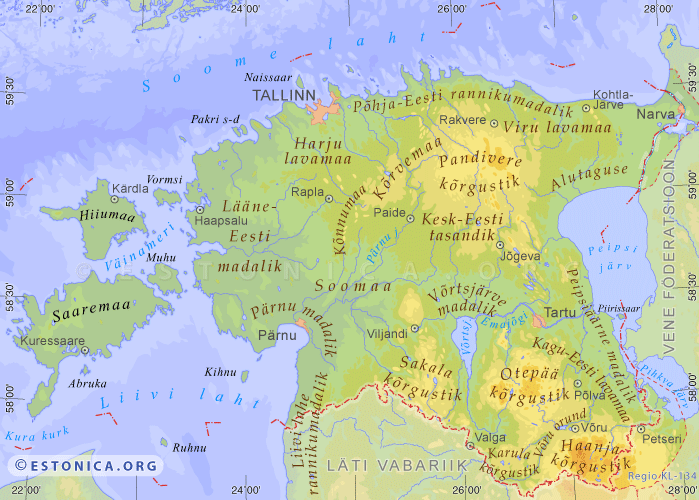 22°00'
24°00'
26°00'
28°00'
59°30'
59°30'
59°00'
59°00'
58°30'
58°30'
58°00'
58°00'
Soome laht
Naissaar
TALLINN
Pakri s-d
Põhja-Eesti rannikumadalik
Kohtla-
Järve
Rakvere
Viru lavamaa
Narva
Harju
lavamaa
Kõrvemaa
Pandivere
kõrgustik
Alutaguse
VENE FÖDERATSIOON
Vormsi
Kärdla
Hiiumaa
Haapsalu
Rapla
Lääne-
Eesti
madalik
Kõnnumaa
Paide
Kesk-Eesti
tasandik
Pärnu j
Jõgeva
Peipsi
järv
Väinameri
Muhu
© ESTONICA.ORG
Soomaa
Saaremaa
Kuressaare
Pärnu madalik
Pärnu
Võrtsjärve
madalik
Emajõgi
Tartu
Piirissaar
Peipsiäärne madalik
Viljandi
Võrtsj
Kagu-Eesti lavamaa
Sakala
kõrgustik
Otepää
kõrgustik
Põlva
Pihkva järv
Abruka
Kihnu
Liivi laht
Kura kurk
Ruhnu
Liivi lahe
rannikumadalik
Valga
Võru orund
Võru
Petseri
Karula
kõrgustik
Haanja
kõrgustik
LÄTI VABARIIK
Regio KL-134
© ESTONICA.ORG
24°00'
26°00'
28°00'